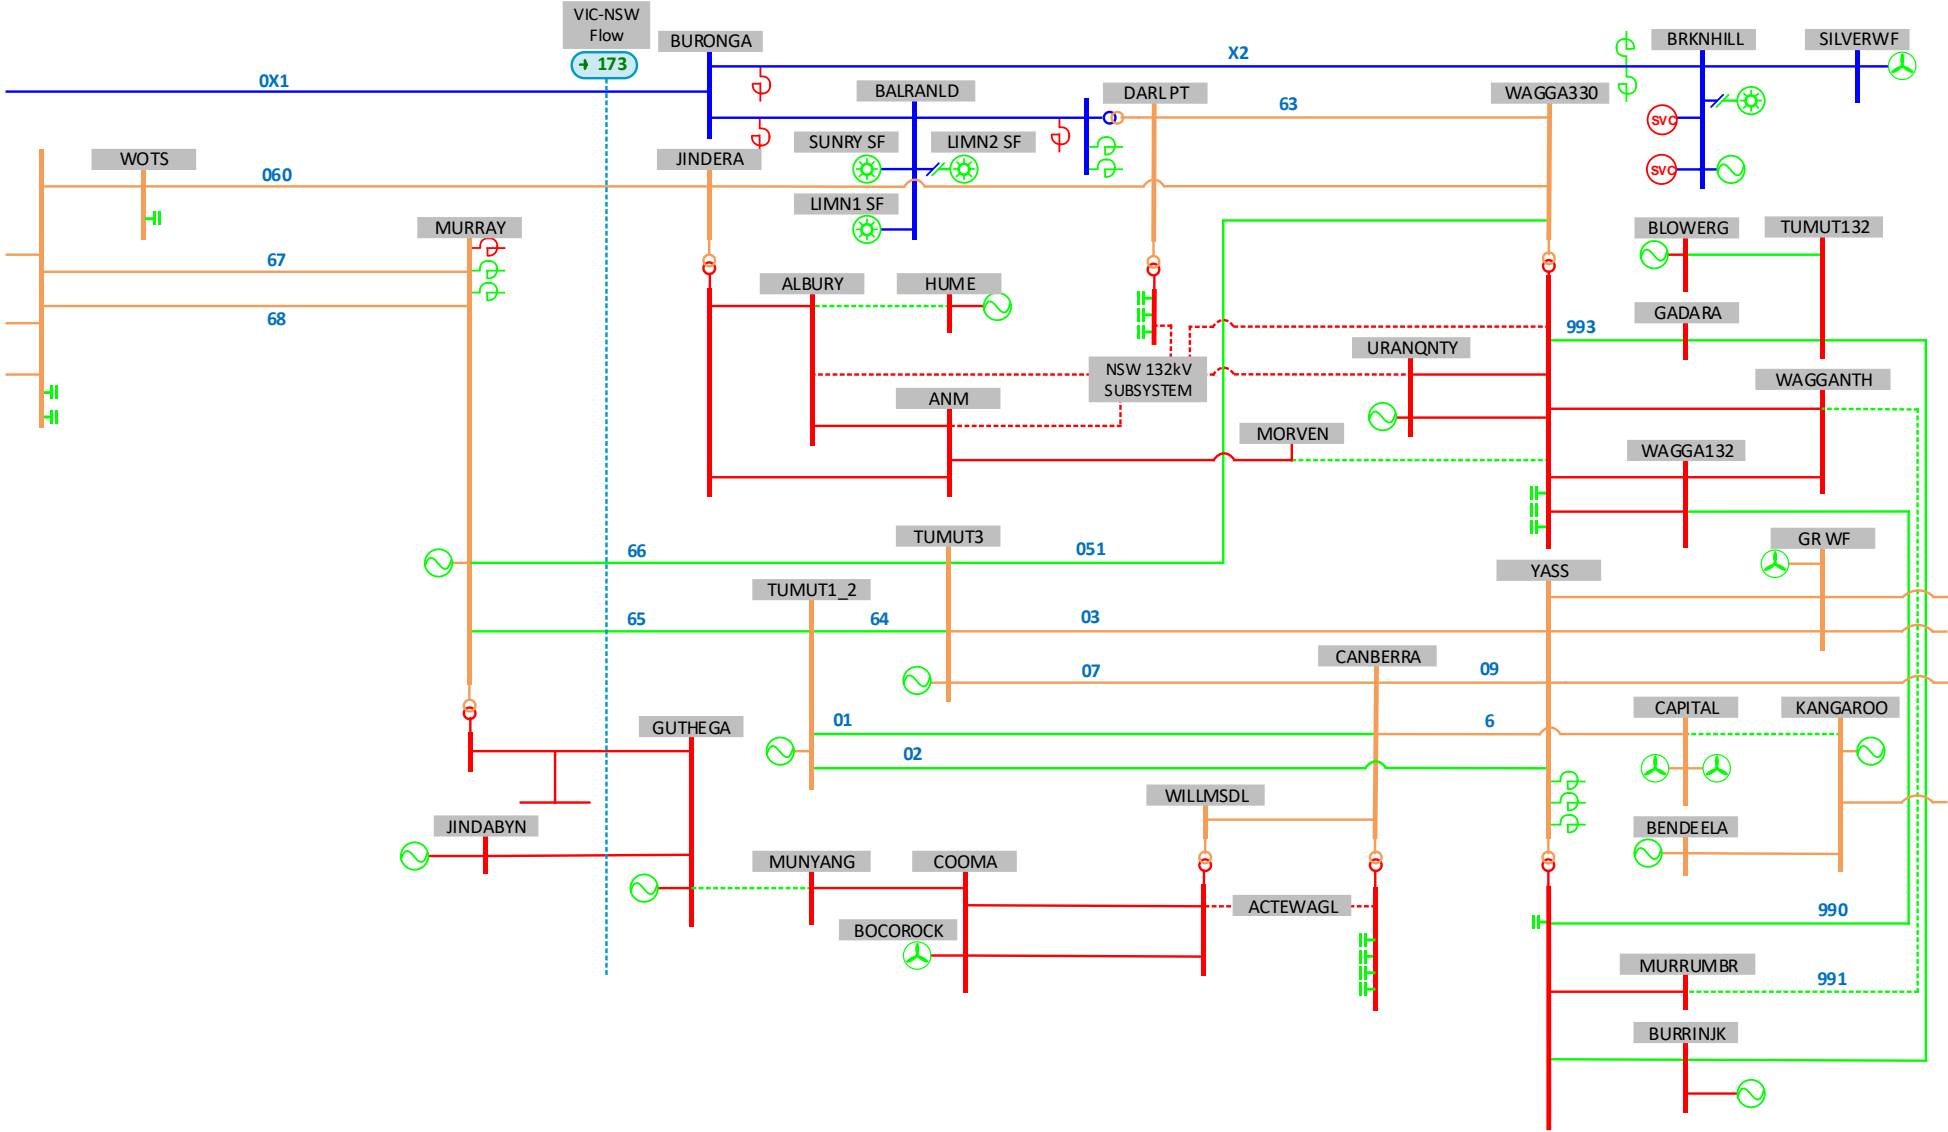 VIC-NSW
Flow
173
BURONGA
X2
BRKNHILL
SILVERWF
0X1
BALRANLD
DARL PT
63
WAGGA330
SVC
WOTS
JINDERA
SUNRY SF
LIMN2 SF
SVC
060
LIMN1 SF
MURRAY
BLOWERG
TUMUT132
67
ALBURY
HUME
68
993
GADARA
URANQNTY
NSW 132kV
SUBSYSTEM
WAGGANTH
ANM
MORVEN
WAGGA132
TUMUT3
GR WF
66
051
YASS
TUMUT1_2
65
64
03
CANBERRA
07
09
CAPITAL
KANGAROO
GUTHEGA
01
6
02
WILLMSDL
JINDABYN
BENDEELA
MUNYANG
COOMA
ACTEWAGL
990
BOCOROCK
MURRUMBR
991
BURRINJK